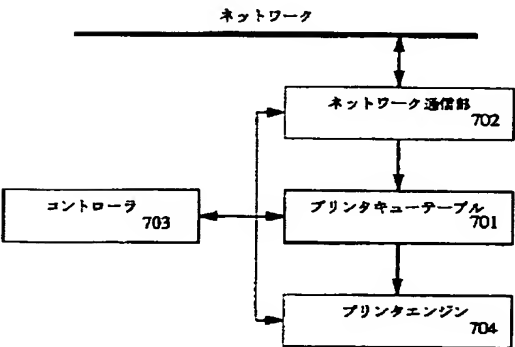 ネットワーク
ネットワーク通信部
702
コントローラ
703
プリンタキューテーブル
701
プリンタエンジン
704